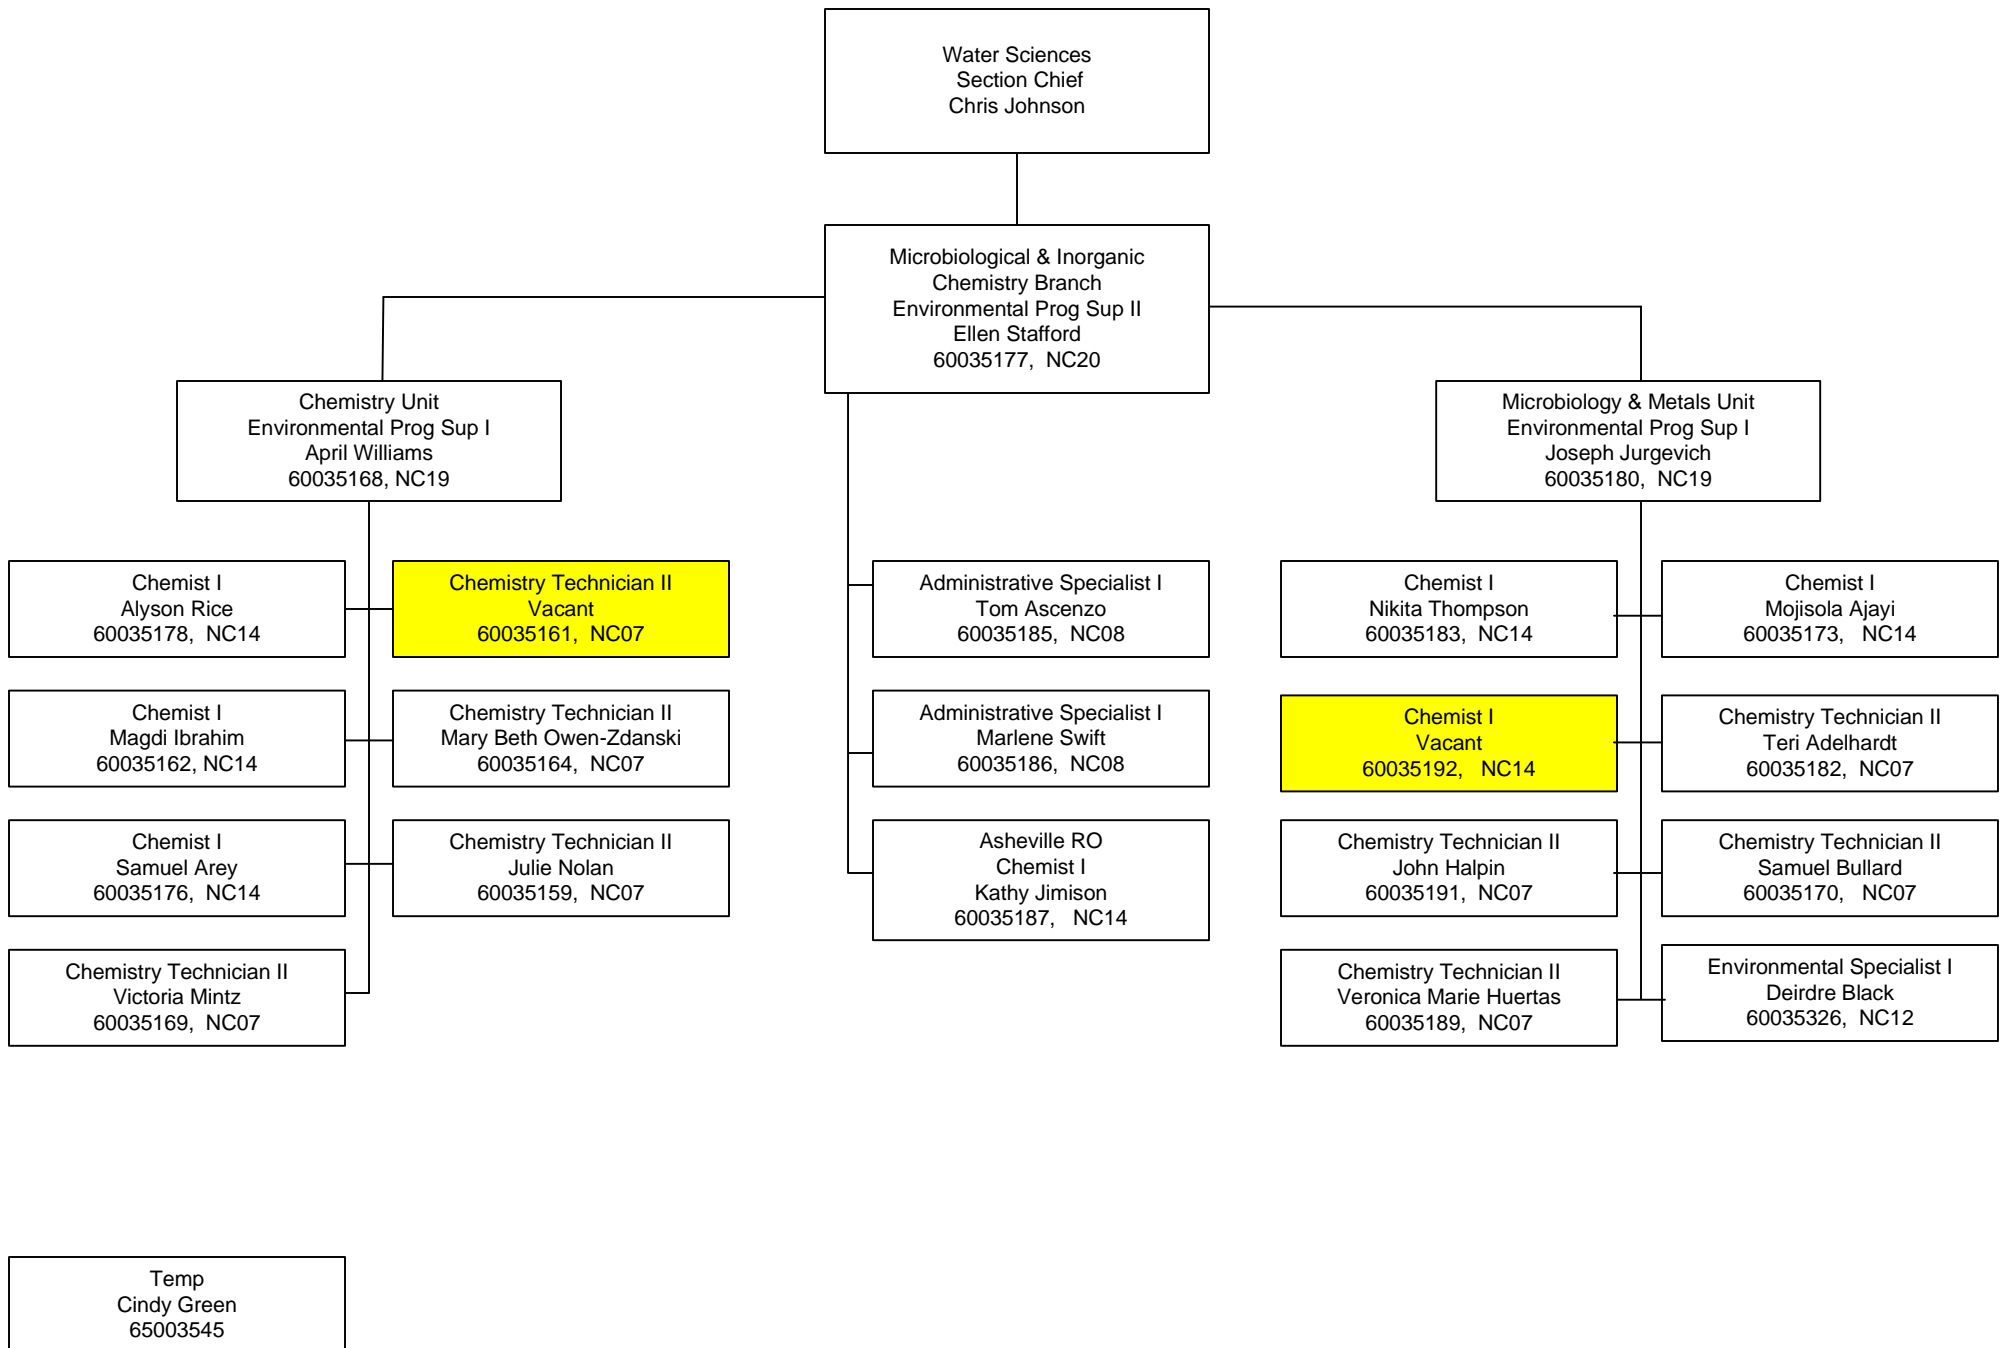 Water Sciences
Section Chief
Chris Johnson
Microbiological & Inorganic
Chemistry Branch
Environmental Prog Sup II
Ellen Stafford
60035177, NC20
Chemistry Unit
Environmental Prog Sup I
April Williams
60035168, NC19
Microbiology & Metals Unit
Environmental Prog Sup I
Joseph Jurgevich
60035180, NC19
Chemist I
Alyson Rice
60035178, NC14
Chemistry Technician II
Vacant
60035161, NC07
Chemist I
Magdi Ibrahim
60035162, NC14
Chemistry Technician II
Mary Beth Owen-Zdanski
60035164, NC07
Chemist I
Samuel Arey
60035176, NC14
Chemistry Technician II
Julie Nolan
60035159, NC07
Chemistry Technician II
Victoria Mintz
60035169, NC07
Administrative Specialist I
Tom Ascenzo
60035185, NC08
Administrative Specialist I
Marlene Swift
60035186, NC08
Asheville RO
Chemist I
Kathy Jimison
60035187, NC14
Chemist I
Nikita Thompson
60035183, NC14
Chemist I
Mojisola Ajayi
60035173, NC14
Chemist I
Vacant
60035192, NC14
Chemistry Technician II
Teri Adelhardt
60035182, NC07
Chemistry Technician II
John Halpin
60035191, NC07
Chemistry Technician II
Samuel Bullard
60035170, NC07
Chemistry Technician II
Veronica Marie Huertas
60035189, NC07
Environmental Specialist I
Deirdre Black
60035326, NC12
Temp
Cindy Green
65003545